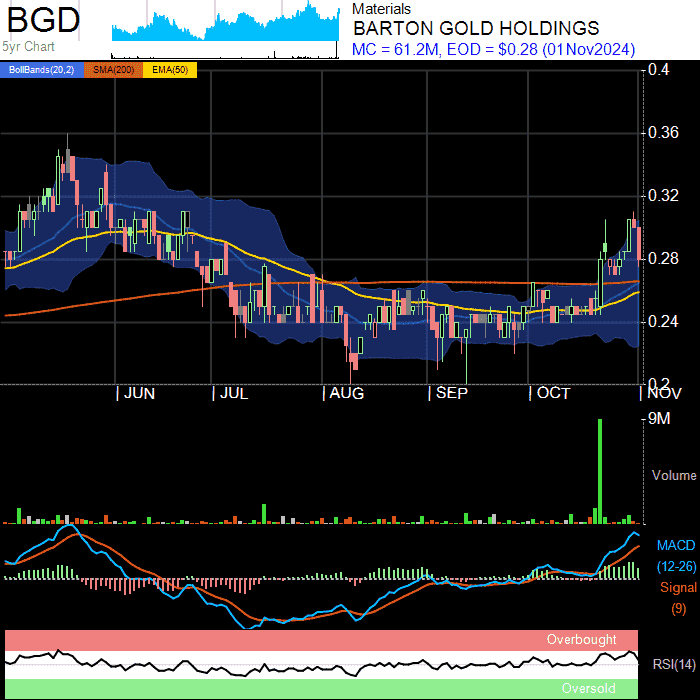 BGD
5yr Chart
Materials
BARTON GOLD HOLDINGS
MC = 61.2M, EOD = $0.28 (01Nov2024)
BollBands(20,2) SMA(200) EMA(50)
0.4
0.36
0.32
0.28
0.24
0.2
JUN JUL AUG SEP OCT NOV
9M
Volume
MACD
(12-26)
Signal
(9)
Overbought
RSI(14)
Oversold